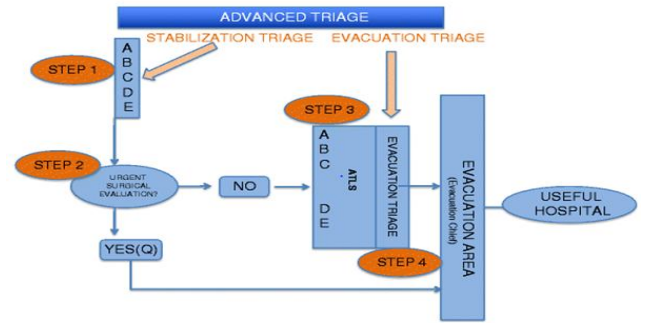 ADVANCED TRIAGE
STABILIZATION TRIAGE
EVACUATION TRIAGE
STEP 1
A
B
C
D
E
STEP 2
URGENT
SURGICAL
EVALUATION?
NO
YES(Q)
STEP 3
A
B
C
D
E
ATLS
EVACUATION TRIAGE
STEP 4
EVACUATION AREA
(Evacuation Chief)
USEFUL
HOSPITAL